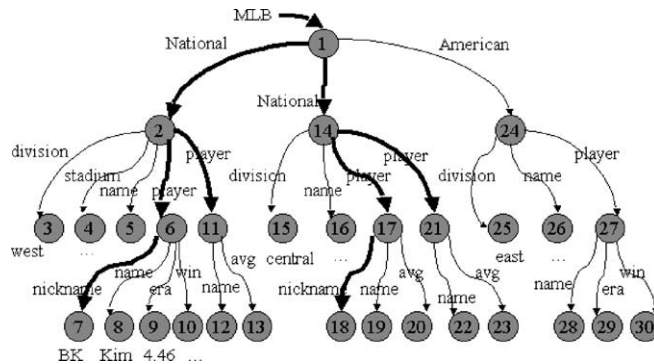 MLB
1
National
American
National
2
14
24
division
stadium
name
player
player
division
name
player
player
division
name
player
3
4
5
6
11
15
16
17
21
25
26
27
west
...
central
...
east
...
nickname
name
era
win
name
avg
nickname
name
avg
name
avg
name
era
win
7
8
9
10
12
13
18
19
20
22
23
28
29
30
BK Kim 4.46 ...